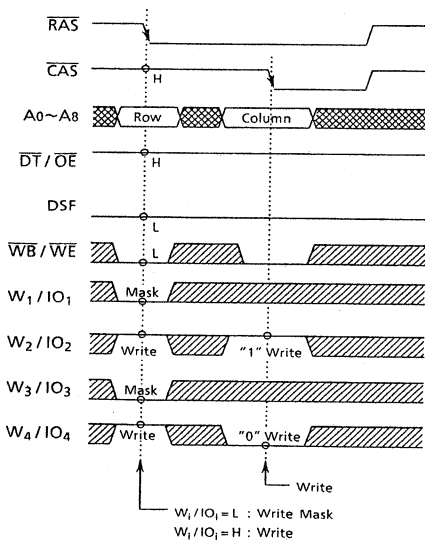 RAS
CAS H
A0~A8 Row Column
DT/OE H
DSF L
WB/WE L
W1/IO1 Mask
W2/IO2 Write "1" Write
W3/IO3 Mask
W4/IO4 Write "0" Write
Write
Wi/IOi=L : Write Mask
Wi/IOi=H : Write